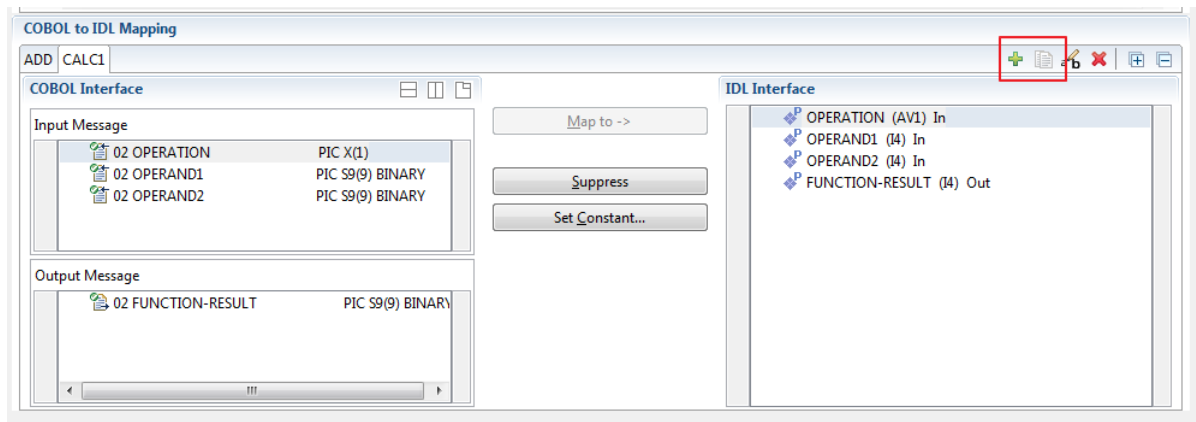 COBOL to IDL Mapping
ADD CALC1
COBOL Interface
Input Message
02 OPERATION PIC X(1)
02 OPERAND1 PIC S9(9) BINARY
02 OPERAND2 PIC S9(9) BINARY
Output Message
02 FUNCTION-RESULT PIC S9(9) BINARY
Map to ->
Suppress
Set Constant...
IDL Interface
OPERATION (AV1) In
OPERAND1 (I4) In
OPERAND2 (I4) In
FUNCTION-RESULT (I4) Out